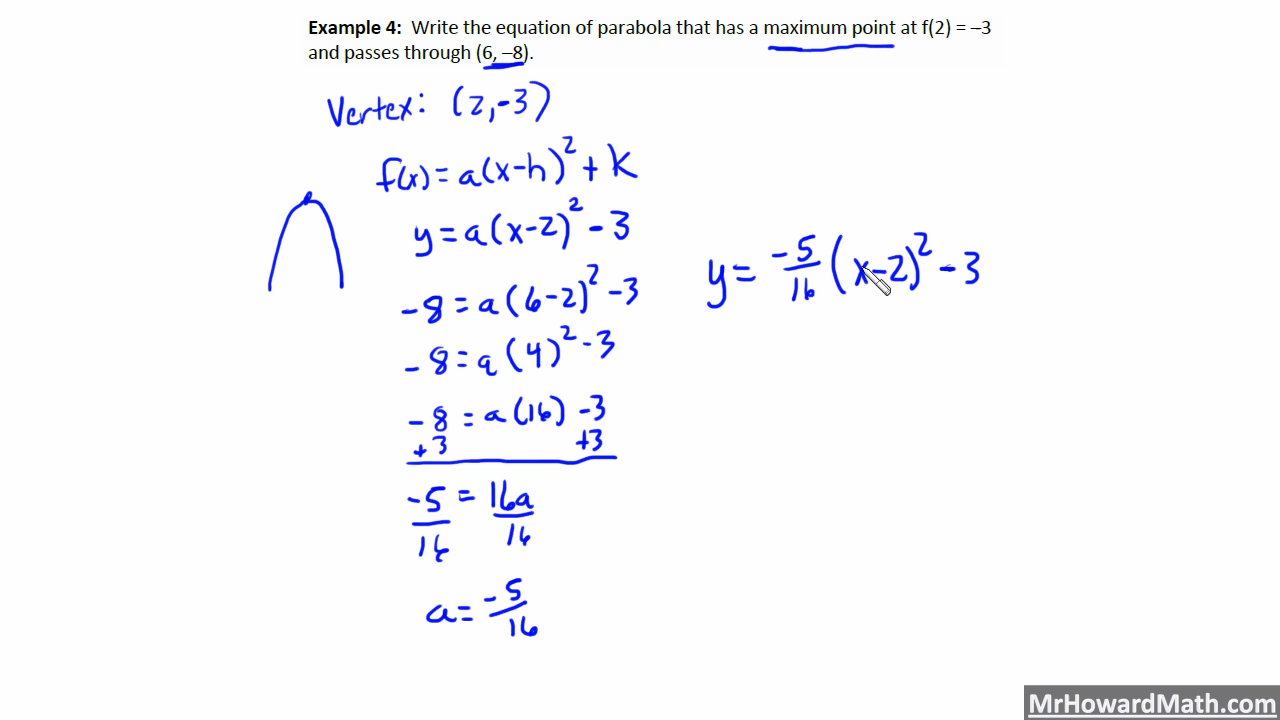 Example 4: Write the equation of parabola that has a maximum point at f(2) = –3
and passes through (6, –8).
Vertex: (2,-3)
f(x) = a(x-h)² + k
y = a(x-2)² - 3
-8 = a(6-2)² - 3
-8 = a(4)² - 3
-8 = a(16) - 3
+3 +3
-5 = 16a
16 16
a = -5/16
y = -5/16 (x-2)² - 3
MrHowardMath.com